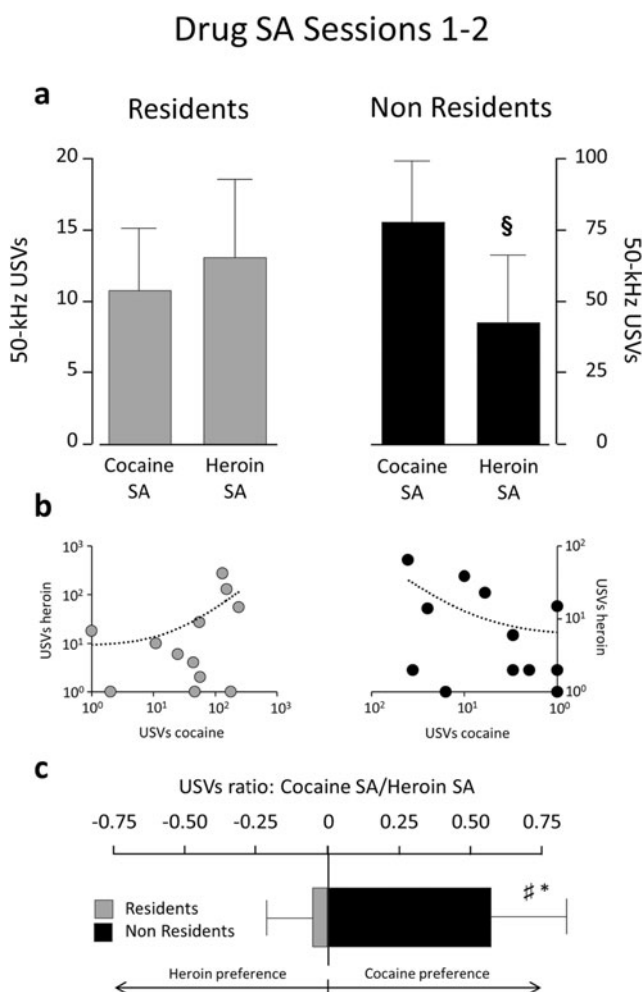 Drug SA Sessions 1-2
a
Residents
Non Residents
20
15
10
5
0
50-kHz USVs
Cocaine SA
Heroin SA
§
100
75
50
25
0
50-kHz USVs
Cocaine SA
Heroin SA
b
10³
10²
10¹
10⁰
USVs heroin
10⁰ 10¹ 10² 10³
USVs cocaine
10²
10¹
10⁰
USVs heroin
10² 10¹ 10⁰
USVs cocaine
c
USVs ratio: Cocaine SA/Heroin SA
-0.75 -0.50 -0.25 0 0.25 0.50 0.75
♯ *
Residents
Non Residents
Heroin preference
Cocaine preference